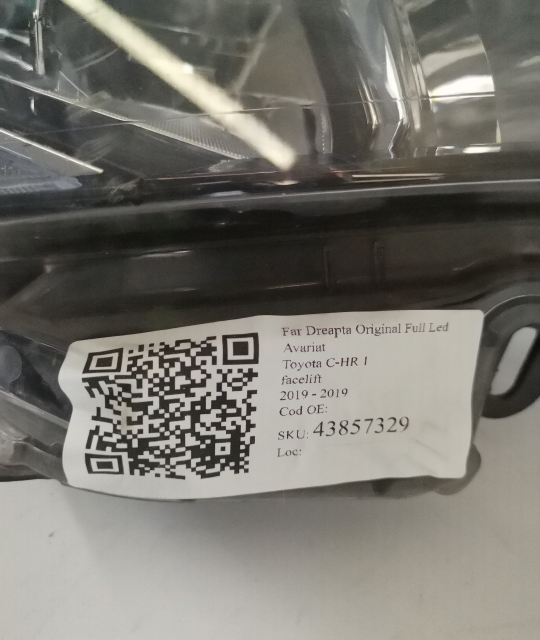 Far Dreapta Original Full Led
Avariat
Toyota C-HR I
facelift
2019 - 2019
Cod OE:
SKU: 43857329
Loc: